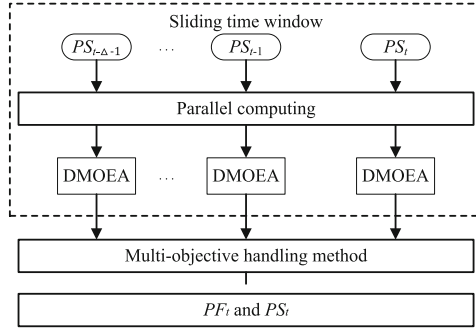 Sliding time window
PSt-Δ-1 ... PSt-1 PSt
Parallel computing
DMOEA ... DMOEA DMOEA
Multi-objective handling method
PFt and PSt